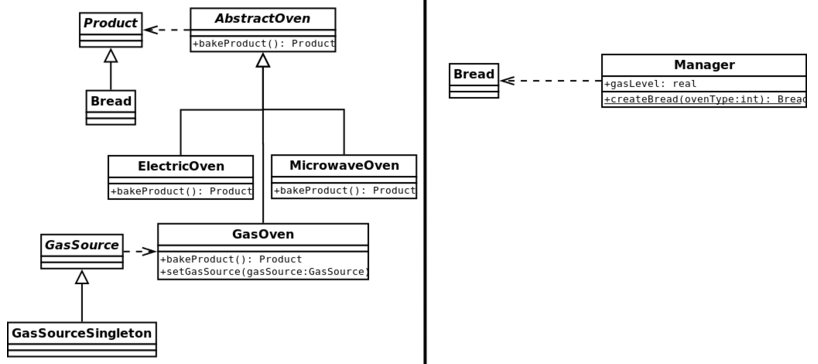 Product
AbstractOven
+bakeProduct(): Product
Bread
ElectricOven
+bakeProduct(): Product
MicrowaveOven
+bakeProduct(): Product
GasSource
GasOven
+bakeProduct(): Product
+setGasSource(gasSource:GasSource)
GasSourceSingleton
Bread
Manager
+gasLevel: real
+createBread(ovenType:int): Bread